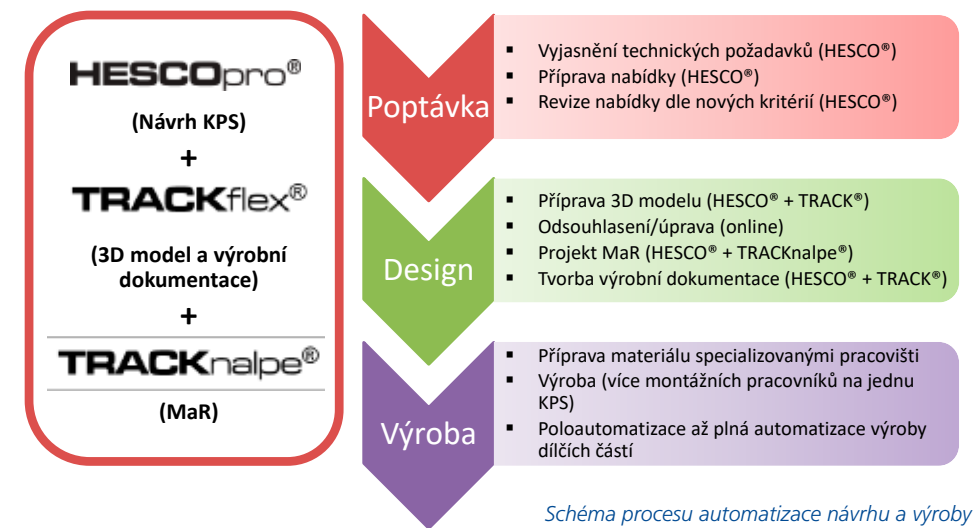 HESCOpro®
(Návrh KPS)
+
TRACKflex®
(3D model a výrobní
dokumentace)
+
TRACKnalpe®
(MaR)
Poptávka
▪ Vyjasnění technických požadavků (HESCO®)
▪ Příprava nabídky (HESCO®)
▪ Revize nabídky dle nových kritérií (HESCO®)
Design
▪ Příprava 3D modelu (HESCO® + TRACK®)
▪ Odsouhlasení/úprava (online)
▪ Projekt MaR (HESCO® + TRACKnalpe®)
▪ Tvorba výrobní dokumentace (HESCO® + TRACK®)
Výroba
▪ Příprava materiálu specializovanými pracovišti
▪ Výroba (více montážních pracovníků na jednu
KPS)
▪ Poloautomatizace až plná automatizace výroby
dílčích částí
Schéma procesu automatizace návrhu a výroby